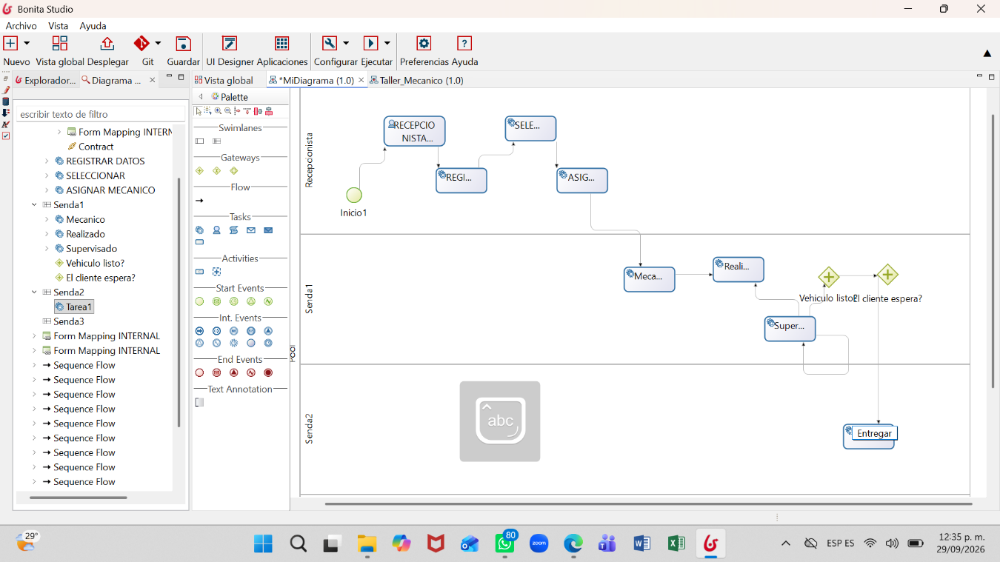 Bonita Studio
Archivo Vista Ayuda
Nuevo Vista global Desplegar Git Guardar UI Designer Aplicaciones Configurar Ejecutar Preferencias Ayuda
Explorador... Diagrama ...
escribir texto de filtro
Form Mapping INTERN
Contract
REGISTRAR DATOS
SELECCIONAR
ASIGNAR MECANICO
Senda1
Mecanico
Realizado
Supervisado
Vehiculo listo?
El cliente espera?
Senda2
Tarea1
Senda3
Form Mapping INTERNAL
Form Mapping INTERNAL
Sequence Flow
Sequence Flow
Sequence Flow
Sequence Flow
Sequence Flow
Sequence Flow
Sequence Flow
Sequence Flow
Sequence Flow
Vista global *MiDiagrama (1.0) Taller_Mecanico (1.0)
Palette
Swimlanes
Gateways
Flow
Tasks
Activities
Start Events
Int. Events
End Events
Text Annotation
Pool
Recepcionista
RECEPCIO
NISTA...
SELE...
REGI...
ASIG...
Inicio1
Senda1
Meca...
Reali...
Vehiculo listo?
El cliente espera?
Super...
Senda2
abc
Entregar
29°
80
zoom
ESP ES
12:35 p. m.
29/09/2026